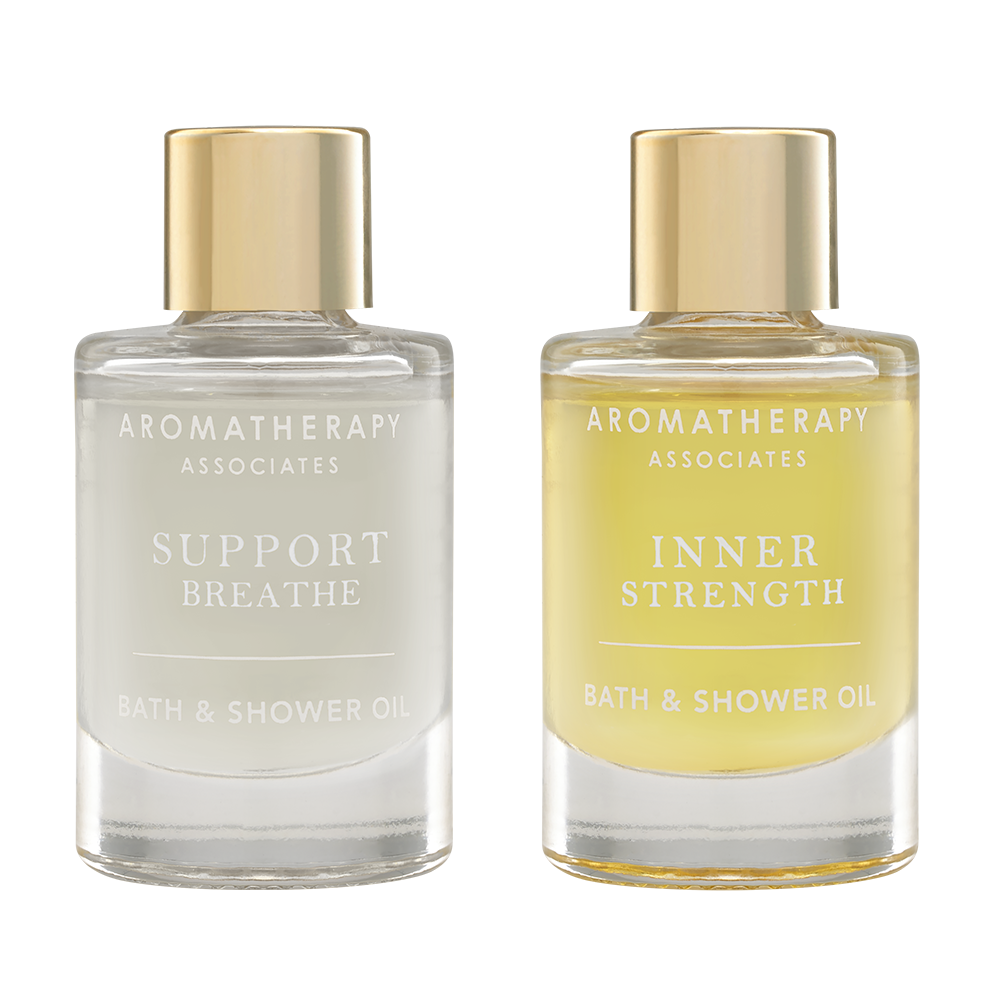 AROMATHERAPY
ASSOCIATES
SUPPORT
BREATHE
BATH & SHOWER OIL
AROMATHERAPY
ASSOCIATES
INNER
STRENGTH
BATH & SHOWER OIL